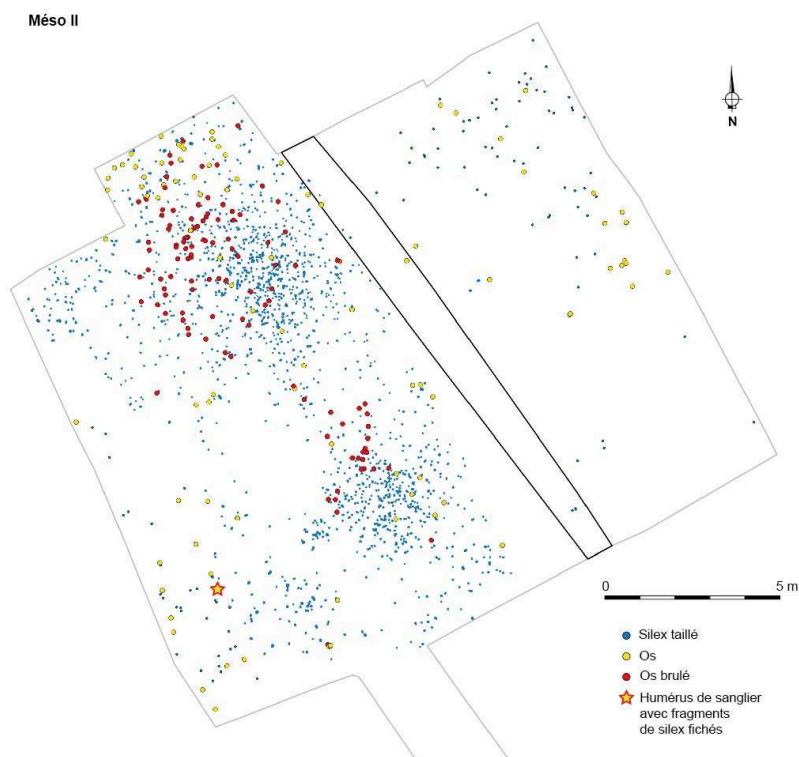 Méso II
N
0 5 m
Silex taillé
Os
Os brulé
Humérus de sanglier
avec fragments
de silex fichés